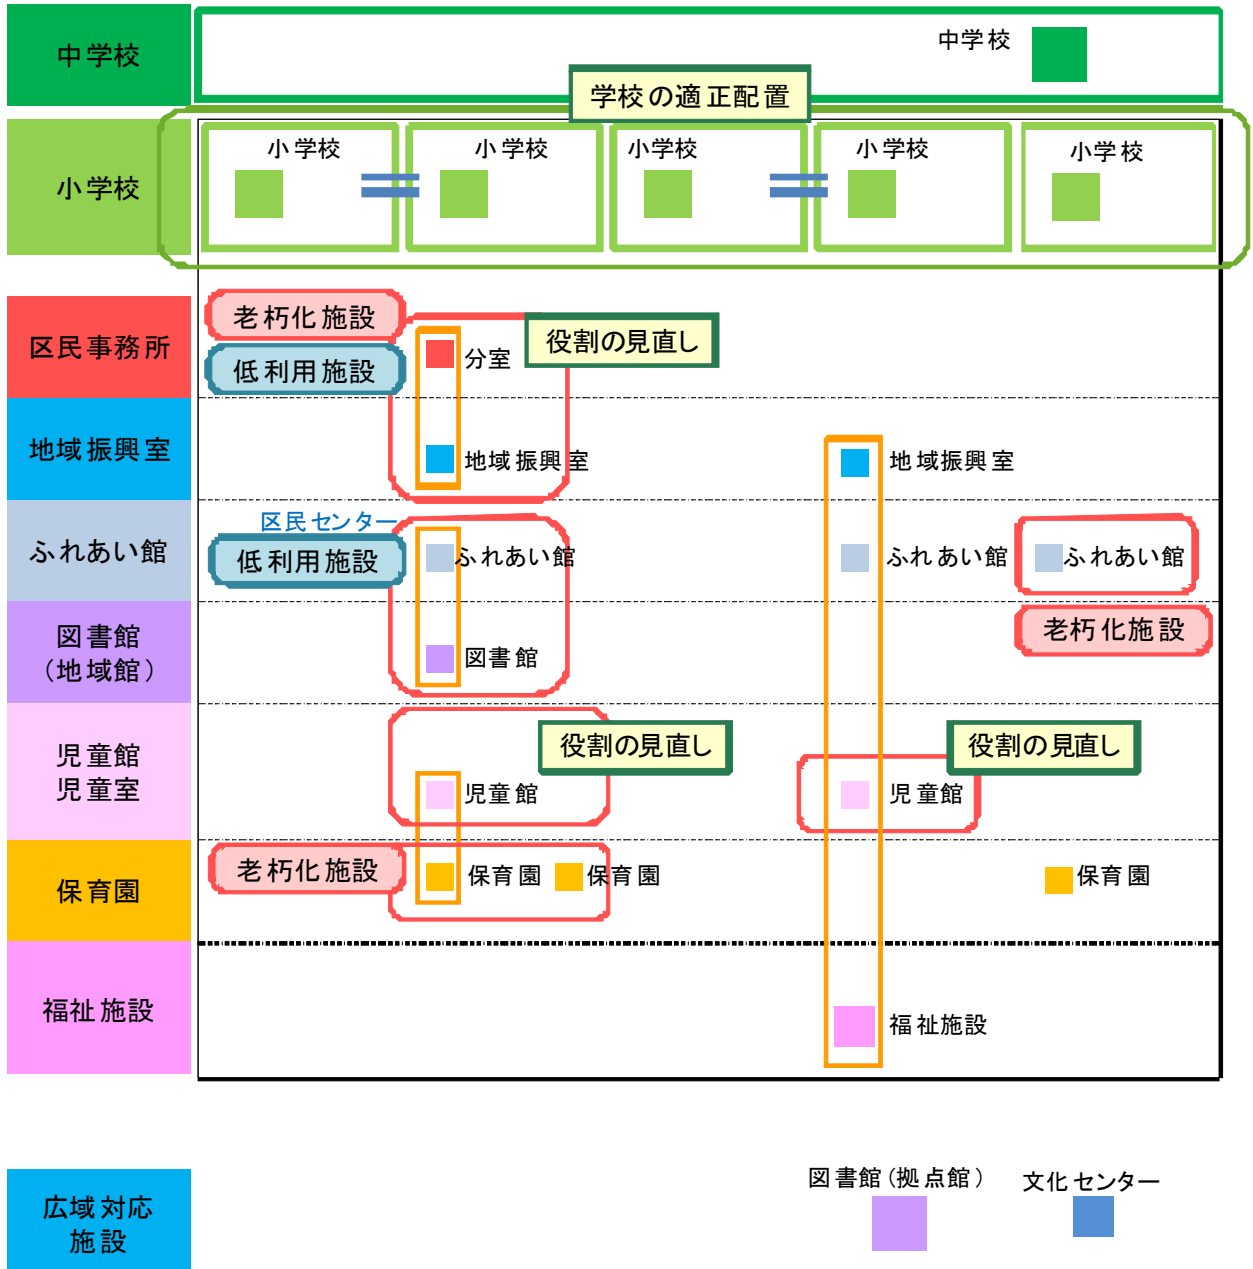 中学校
中学校
学校の適正配置
小学校
小学校
小学校
小学校
小学校
小学校
区民事務所
老朽化施設
低利用施設
分室
役割の見直し
地域振興室
地域振興室
地域振興室
区民センター
ふれあい館
低利用施設
ふれあい館
ふれあい館
ふれあい館
図書館
（地域館）
図書館
老朽化施設
児童館
児童室
役割の見直し
児童館
役割の見直し
児童館
保育園
老朽化施設
保育園
保育園
保育園
福祉施設
福祉施設
広域対応
施設
図書館（拠点館）
文化センター